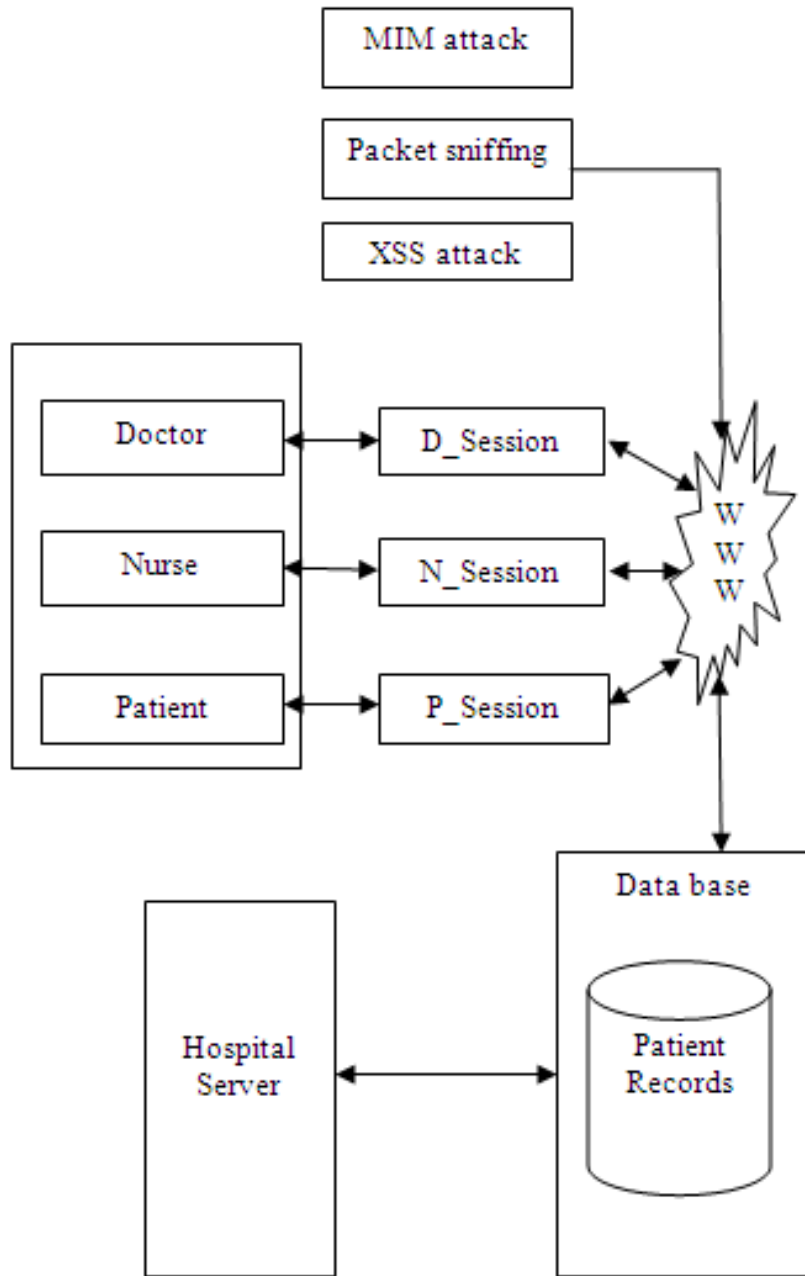 MIM attack
Packet sniffing
XSS attack
Doctor
D_Session
Nurse
N_Session
Patient
P_Session
W
W
W
Data base
Patient
Records
Hospital
Server